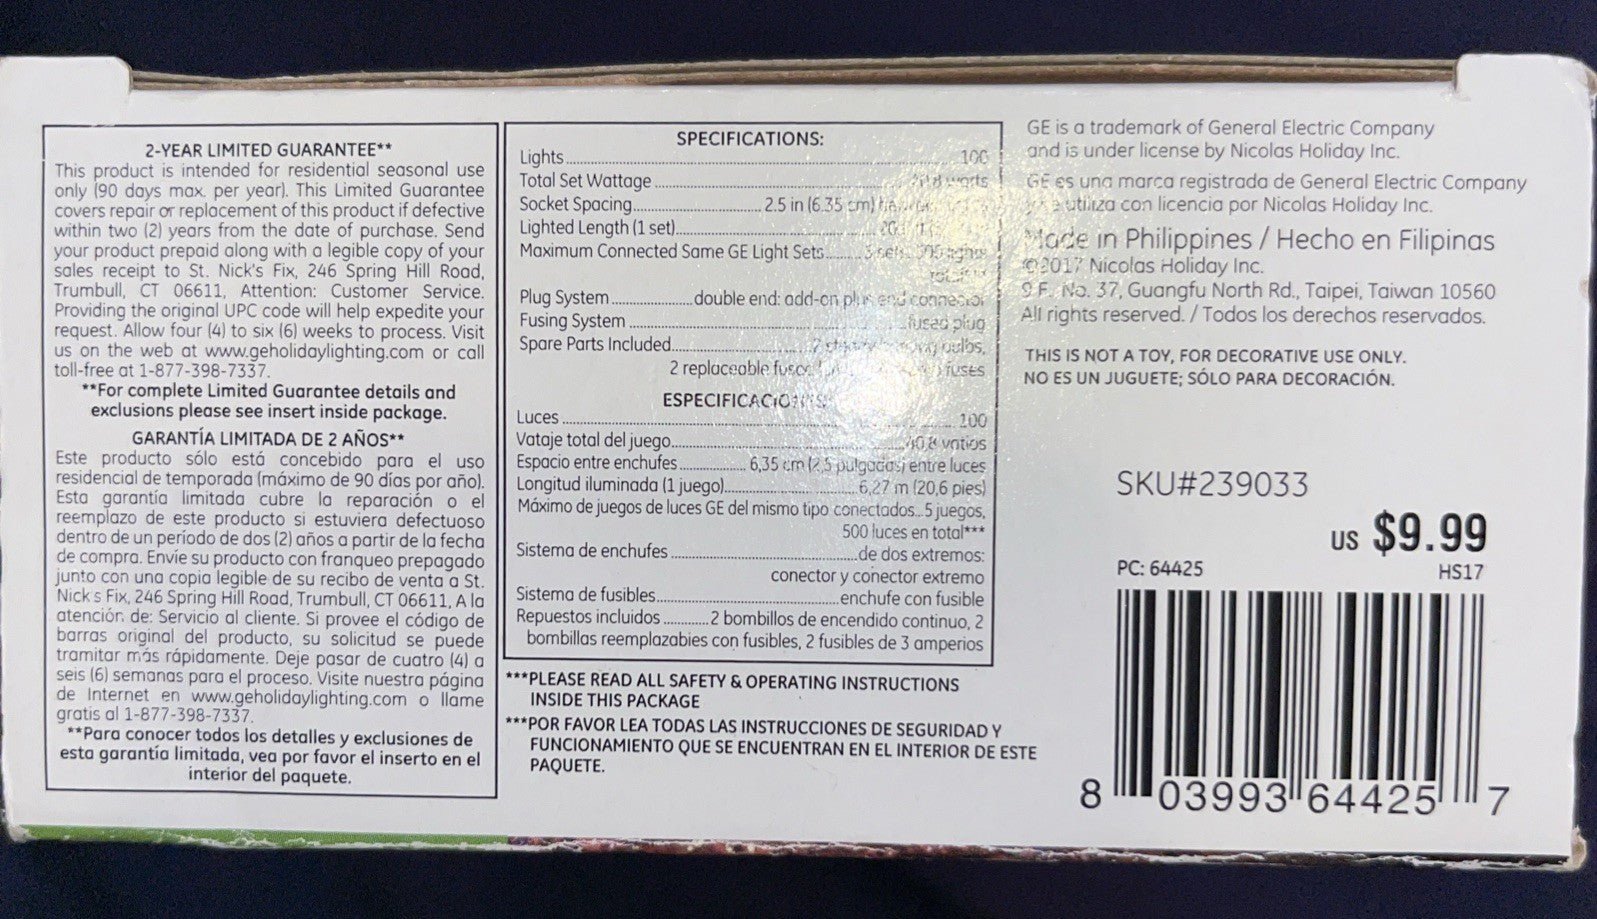 2-YEAR LIMITED GUARANTEE**
This product is intended for residential seasonal use
only (90 days max. per year). This Limited Guarantee
covers repair or replacement of this product if defective
within two (2) years from the date of purchase. Send
your product prepaid along with a legible copy of your
sales receipt to St. Nick's Fix, 246 Spring Hill Road,
Trumbull, CT 06611, Attention: Customer Service.
Providing the original UPC code will help expedite your
request. Allow four (4) to six (6) weeks to process. Visit
us on the web at www.geholidaylighting.com or call
toll-free at 1-877-398-7337.
**For complete Limited Guarantee details and
exclusions please see insert inside package.
GARANTÍA LIMITADA DE 2 AÑOS**
Este producto sólo está concebido para el uso
residencial de temporada (máximo de 90 días por año).
Esta garantía limitada cubre la reparación o el
reemplazo de este producto si estuviera defectuoso
dentro de un período de dos (2) años a partir de la fecha
de compra. Envíe su producto con franqueo prepagado
junto con una copia legible de su recibo de venta a St.
Nick s Fix, 246 Spring Hill Road, Trumbull, CT 06611, A la
atención de: Servicio al cliente. Si provee el código de
barras original del producto, su solicitud se puede
tramitar más rápidamente. Deje pasar de cuatro (4) a
seis (6) semanas para el proceso. Visite nuestra página
de Internet en www.geholidaylighting.com o llame
gratis al 1-877-398-7337.
**Para conocer todos los detalles y exclusiones de
esta garantía limitada, vea por favor el inserto en el
interior del paquete.
SPECIFICATIONS:
Lights 100
Total Set Wattage watts
Socket Spacing 2.5 in (6.35 cm)
Lighted Length (1 set)
Maximum Connected Same GE Light Sets 5 sets,
Plug System double end: add-on plus end connector
Fusing System fused plug
Spare Parts Included bulbs,
2 replaceable fuses
ESPECIFICACIONES:
Luces 100
Vataje total del juego 40.8 vatios
Espacio entre enchufes 6,35 cm (2,5 pulgadas) entre luces
Longitud iluminada (1 juego) 6,27 m (20,6 pies)
Máximo de juegos de luces GE del mismo tipo conectados...5 juegos,
500 luces en total***
Sistema de enchufes de dos extremos:
conector y conector extremo
Sistema de fusibles enchufe con fusible
Repuestos incluidos 2 bombillos de encendido continuo, 2
bombillas reemplazabies con fusibles, 2 fusibles de 3 amperios
***PLEASE READ ALL SAFETY & OPERATING INSTRUCTIONS
INSIDE THIS PACKAGE
***POR FAVOR LEA TODAS LAS INSTRUCCIONES DE SEGURIDAD Y
FUNCIONAMIENTO QUE SE ENCUENTRAN EN EL INTERIOR DE ESTE
PAQUETE.
GE is a trademark of General Electric Company
and is under license by Nicolas Holiday Inc.
GE es una marca registrada de General Electric Company
y se utiliza con licencia por Nicolas Holiday Inc.
Made in Philippines / Hecho en Filipinas
©2017 Nicolas Holiday Inc.
9 F., No. 37, Guangfu North Rd., Taipei, Taiwan 10560
All rights reserved. / Todos los derechos reservados.
THIS IS NOT A TOY, FOR DECORATIVE USE ONLY.
NO ES UN JUGUETE; SÓLO PARA DECORACIÓN.
SKU#239033
US $9.99
PC: 64425 HS17
8 03993 64425 7